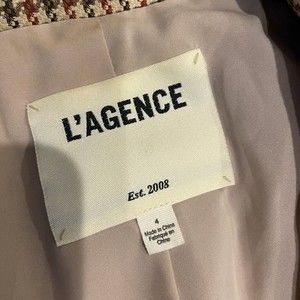 L'AGENCE
Est. 2008
4
Made in China
Fabriqué en
Chine